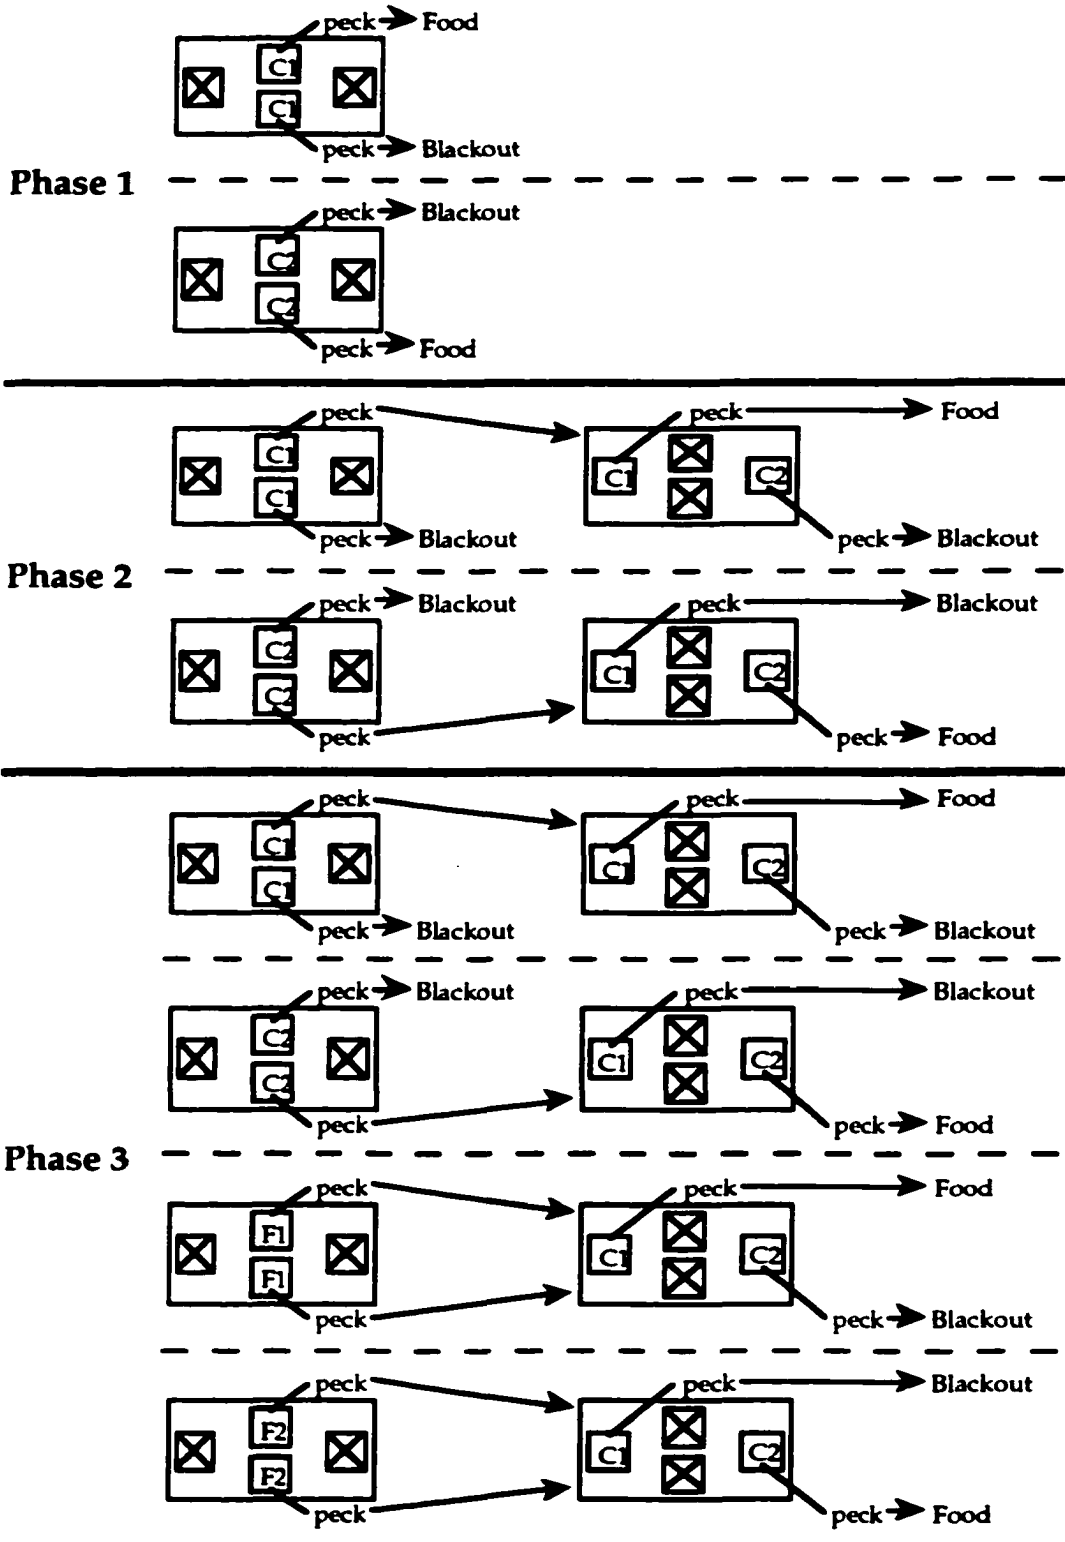 peck Food
C1
C1
peck Blackout
Phase 1
peck Blackout
C2
C2
peck Food
peck peck Food
C1
C1 C2
C1
peck Blackout peck Blackout
Phase 2
peck Blackout peck Blackout
C2
C1 C2
C2
peck peck Food
peck peck Food
C1
C1 C2
C1
peck Blackout peck Blackout
peck Blackout peck Blackout
C2
C1 C2
C2
peck peck Food
Phase 3
peck peck Food
F1
C1 C2
F1
peck peck Blackout
peck peck Blackout
F2
C1 C2
F2
peck peck Food